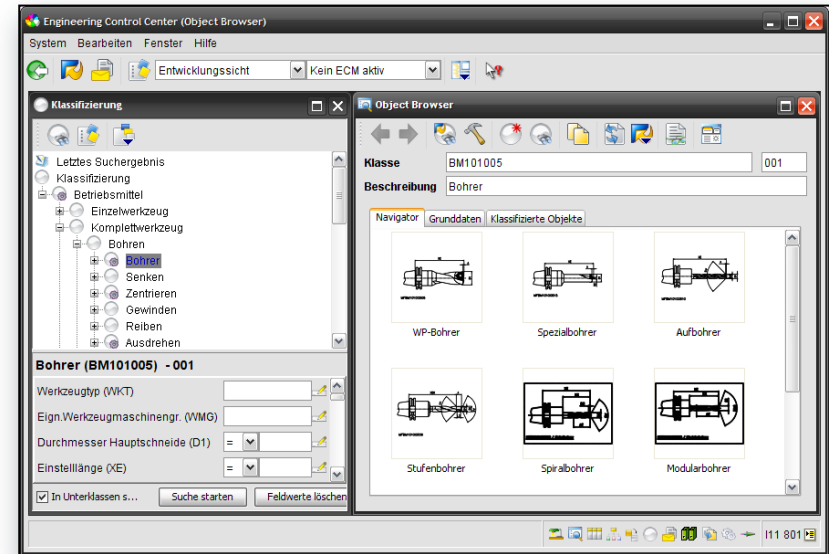 Engineering Control Center (Object Browser)
System Bearbeiten Fenster Hilfe
Entwicklungssicht Kein ECM aktiv
Klassifizierung
Letztes Suchergebnis
Klassifizierung
Betriebsmittel
Einzelwerkzeug
Komplettwerkzeug
Bohren
Bohrer
Senken
Zentrieren
Gewinden
Reiben
Ausdrehen
Bohrer (BM101005) - 001
Werkzeugtyp (WKT)
Eign.Werkzeugmaschinengr. (WMG)
Durchmesser Hauptschneide (D1) =
Einstelllänge (XE) =
In Unterklassen s... Suche starten Feldwerte löschen
Object Browser
Klasse BM101005 001
Beschreibung Bohrer
Navigator Grunddaten Klassifizierte Objekte
WP-Bohrer Spezialbohrer Aufbohrer
Stufenbohrer Spiralbohrer Modularbohrer
I11 801